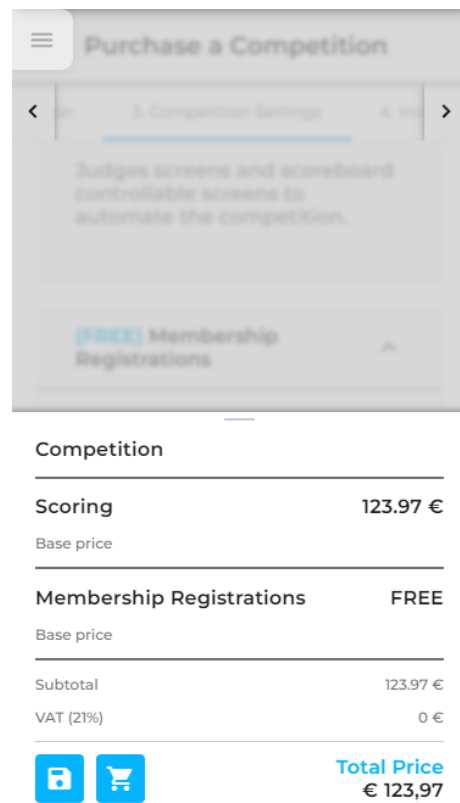 Purchase a Competition
3. Competition Settings
Judges screens and scoreboard
controllable screens to
automate the competition.
(FREE) Membership
Registrations
Competition
Scoring 123.97 €
Base price
Membership Registrations FREE
Base price
Subtotal 123.97 €
VAT (21%) 0 €
Total Price
€ 123,97